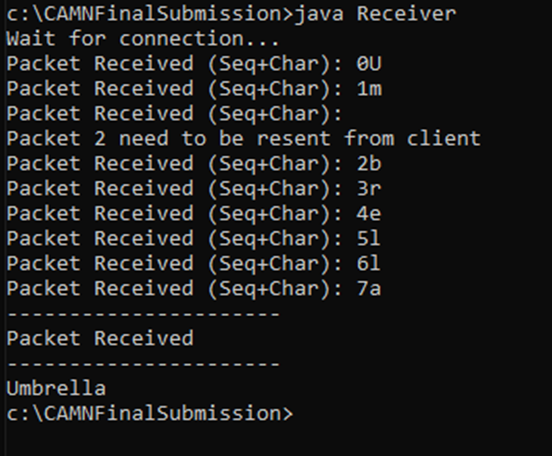 c:\CAMNFinalSubmission>java Receiver
Wait for connection...
Packet Received (Seq+Char): 0U
Packet Received (Seq+Char): 1m
Packet Received (Seq+Char):
Packet 2 need to be resent from client
Packet Received (Seq+Char): 2b
Packet Received (Seq+Char): 3r
Packet Received (Seq+Char): 4e
Packet Received (Seq+Char): 5l
Packet Received (Seq+Char): 6l
Packet Received (Seq+Char): 7a
----------------------
Packet Received
----------------------
Umbrella
c:\CAMNFinalSubmission>